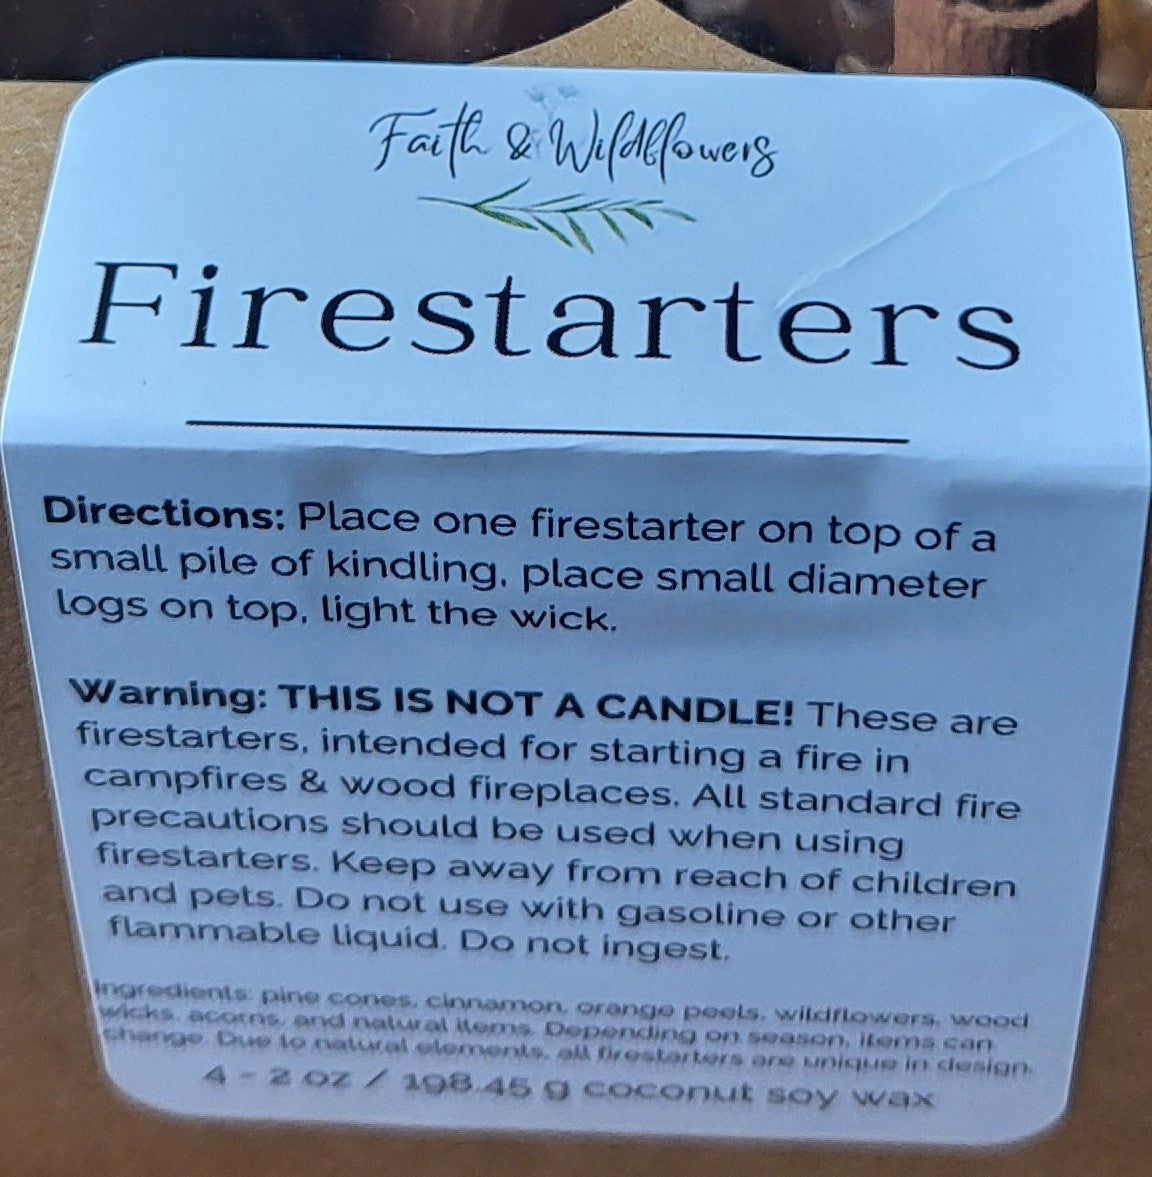 Faith & Wildflowers
Firestarters
Directions: Place one firestarter on top of a
small pile of kindling, place small diameter
logs on top, light the wick.
Warning: THIS IS NOT A CANDLE! These are
firestarters, intended for starting a fire in
campfires & wood fireplaces. All standard fire
precautions should be used when using
firestarters. Keep away from reach of children
and pets. Do not use with gasoline or other
flammable liquid. Do not ingest.
Ingredients: pine cones, cinnamon, orange peels, wildflowers, wood
wicks, acorns, and natural items. Depending on season, items can
change. Due to natural elements, all firestarters are unique in design.
4 - 2 oz / 198.45 g coconut soy wax